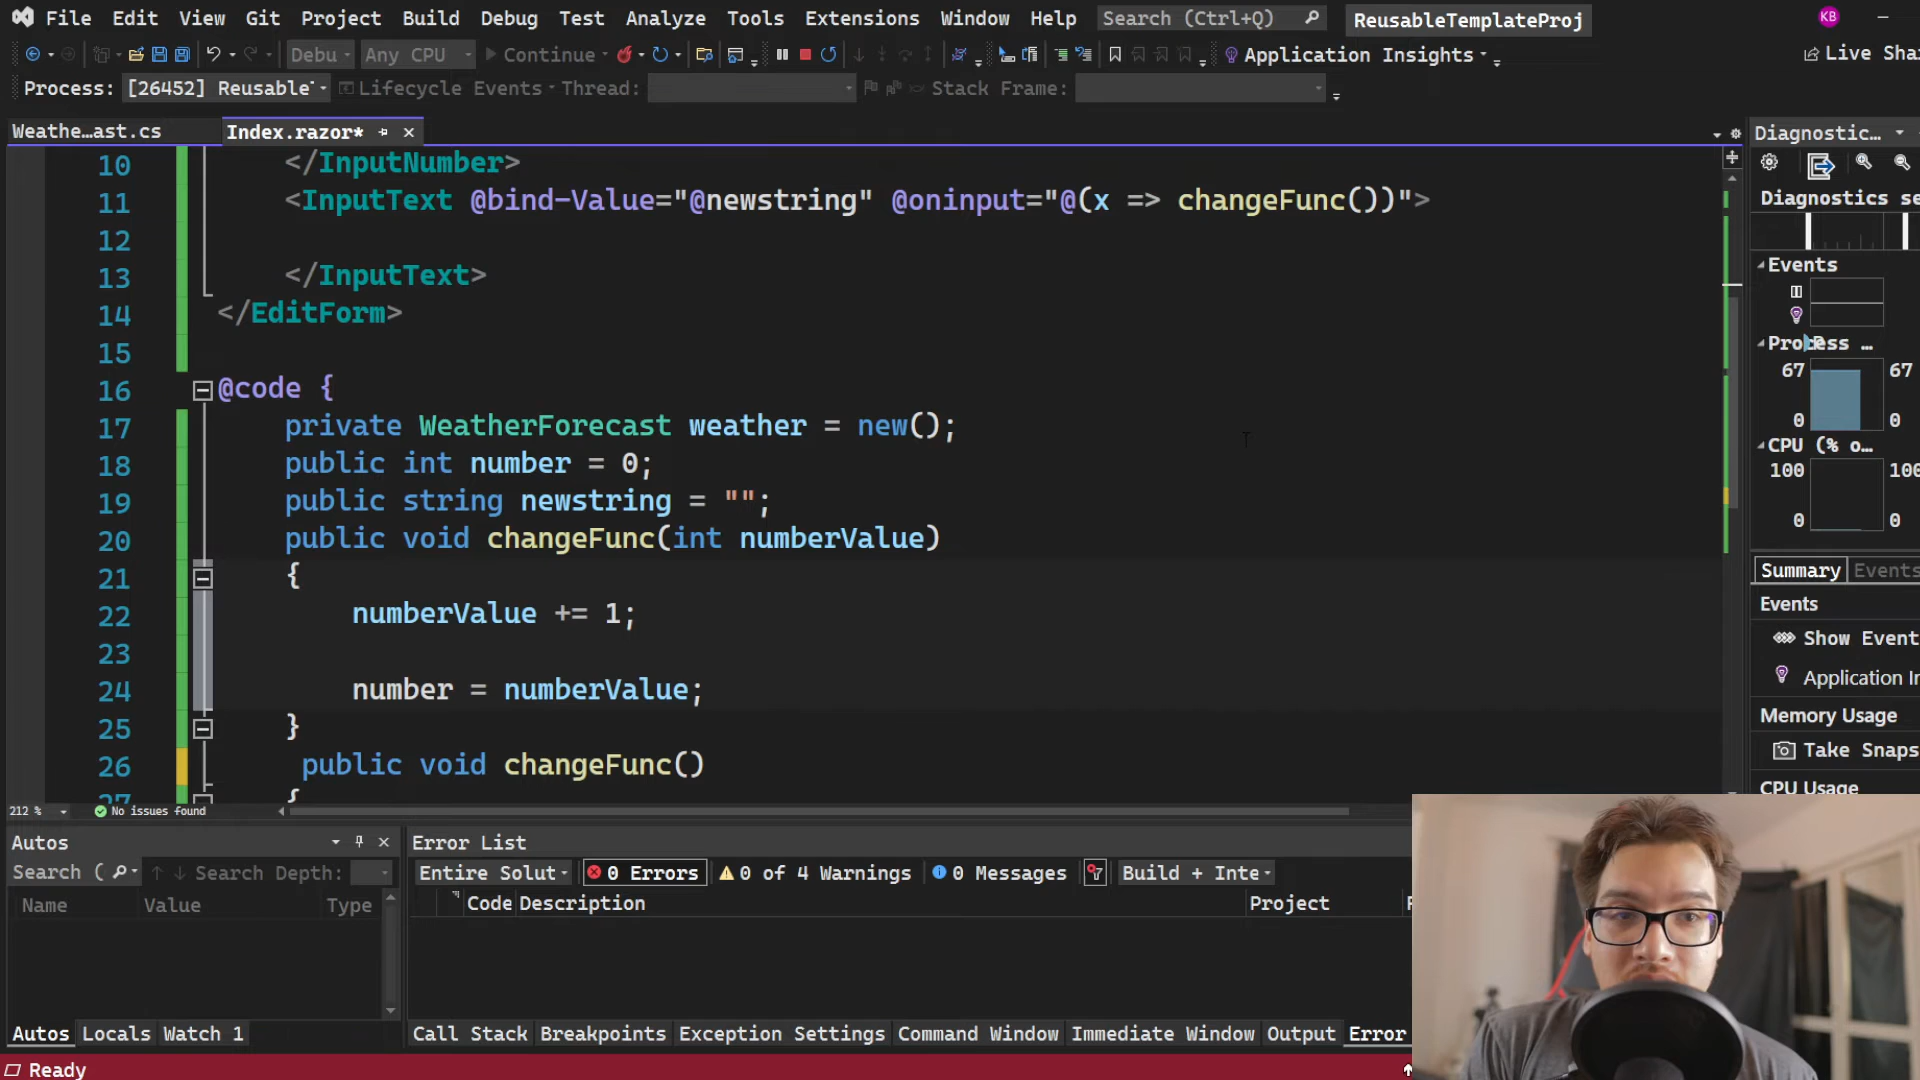 File Edit View Git Project Build Debug Test Analyze Tools Extensions Window Help Search (Ctrl+Q) ReusableTemplateProj KB
Debu Any CPU Continue Application Insights Live Sha
Process: [26452] Reusable Lifecycle Events Thread: Stack Frame:
Weathe...ast.cs Index.razor*
10 </InputNumber>
11 <InputText @bind-Value="@newstring" @oninput="@(x => changeFunc())">
12
13 </InputText>
14 </EditForm>
15
16 @code {
17 private WeatherForecast weather = new();
18 public int number = 0;
19 public string newstring = "";
20 public void changeFunc(int numberValue)
21 {
22 numberValue += 1;
23
24 number = numberValue;
25 }
26 public void changeFunc()
27 {
212 % No issues found
Diagnostic...
Diagnostics se
Events
Process ...
67 67
0 0
CPU (% o...
100 100
0 0
Summary Events
Events
Show Event
Application In
Memory Usage
Take Snaps
CPU Usage
Autos
Search ( Search Depth:
Name Value Type
Autos Locals Watch 1
Error List
Entire Solut 0 Errors 0 of 4 Warnings 0 Messages Build + Inte
Code Description Project
Call Stack Breakpoints Exception Settings Command Window Immediate Window Output Error
Ready